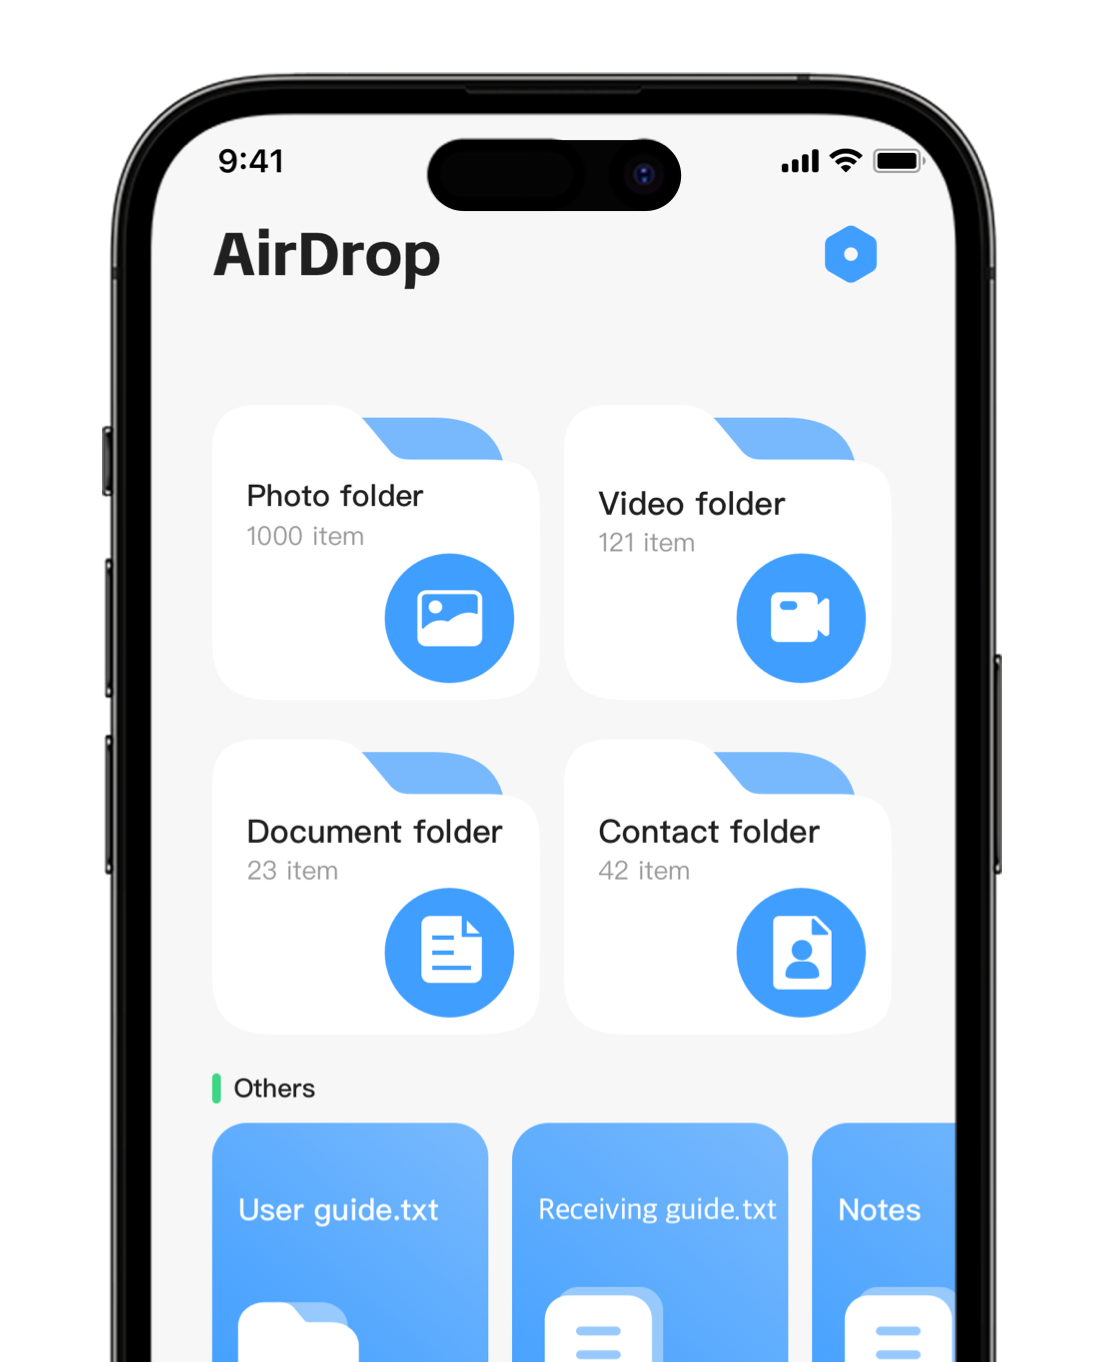 9:41
AirDrop
Photo folder
1000 item
Video folder
121 item
Document folder
23 item
Contact folder
42 item
Others
User guide.txt
Receiving guide.txt
Notes